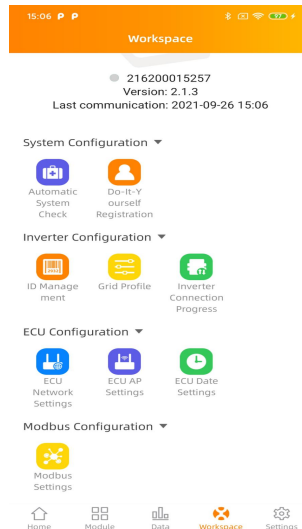 15:06 P P 97
Workspace
216200015257
Version: 2.1.3
Last communication: 2021-09-26 15:06
System Configuration
Automatic System Check
Do-It-Y ourself Registration
Inverter Configuration
ID Manage ment
Grid Profile
Inverter Connection Progress
ECU Configuration
ECU Network Settings
ECU AP Settings
ECU Date Settings
Modbus Configuration
Modbus Settings
Home Module Data Workspace Settings